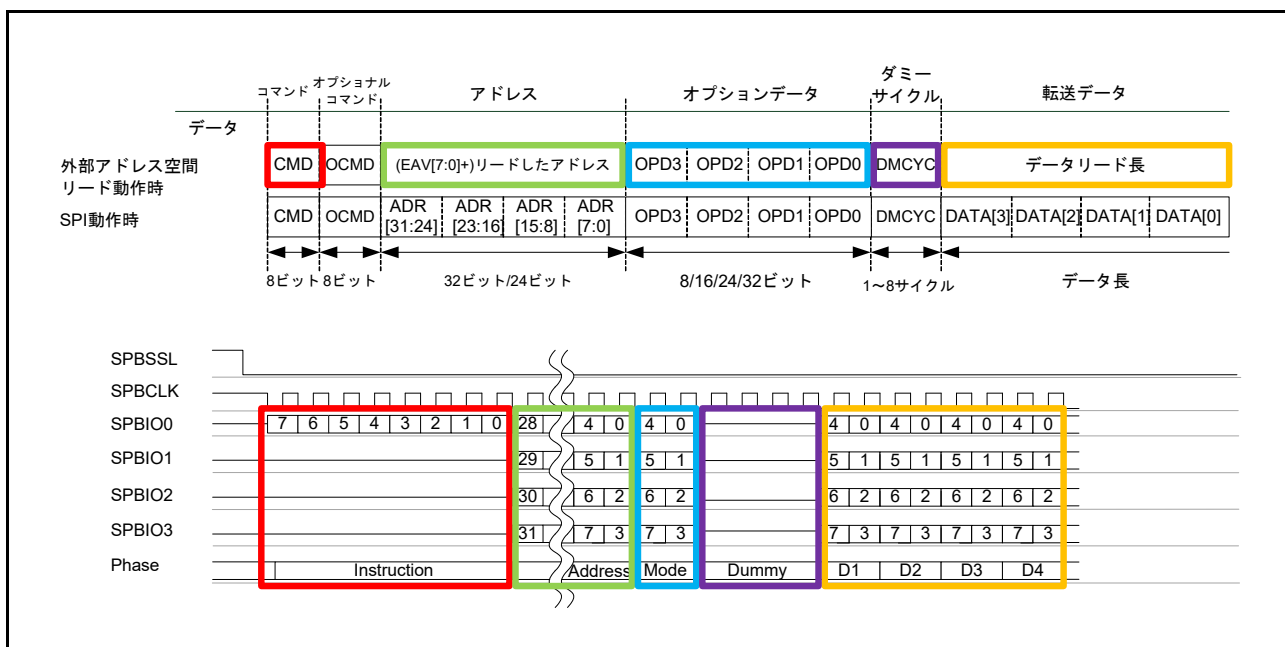 コマンド オプショナルコマンド アドレス オプションデータ ダミーサイクル 転送データ
データ
外部アドレス空間リード動作時 CMD OCMD (EAV[7:0]+)リードしたアドレス OPD3 OPD2 OPD1 OPD0 DMCYC データリード長
SPI動作時 CMD OCMD ADR[31:24] ADR[23:16] ADR[15:8] ADR[7:0] OPD3 OPD2 OPD1 OPD0 DMCYC DATA[3] DATA[2] DATA[1] DATA[0]
8ビット 8ビット 32ビット/24ビット 8/16/24/32ビット 1~8サイクル データ長
SPBSSL
SPBCLK
SPBIO0 7 6 5 4 3 2 1 0 28 4 0 4 0 4 0 4 0 4 0 4 0
SPBIO1 29 5 1 5 1 5 1 5 1 5 1 5 1
SPBIO2 30 6 2 6 2 6 2 6 2 6 2 6 2
SPBIO3 31 7 3 7 3 7 3 7 3 7 3 7 3
Phase Instruction Address Mode Dummy D1 D2 D3 D4